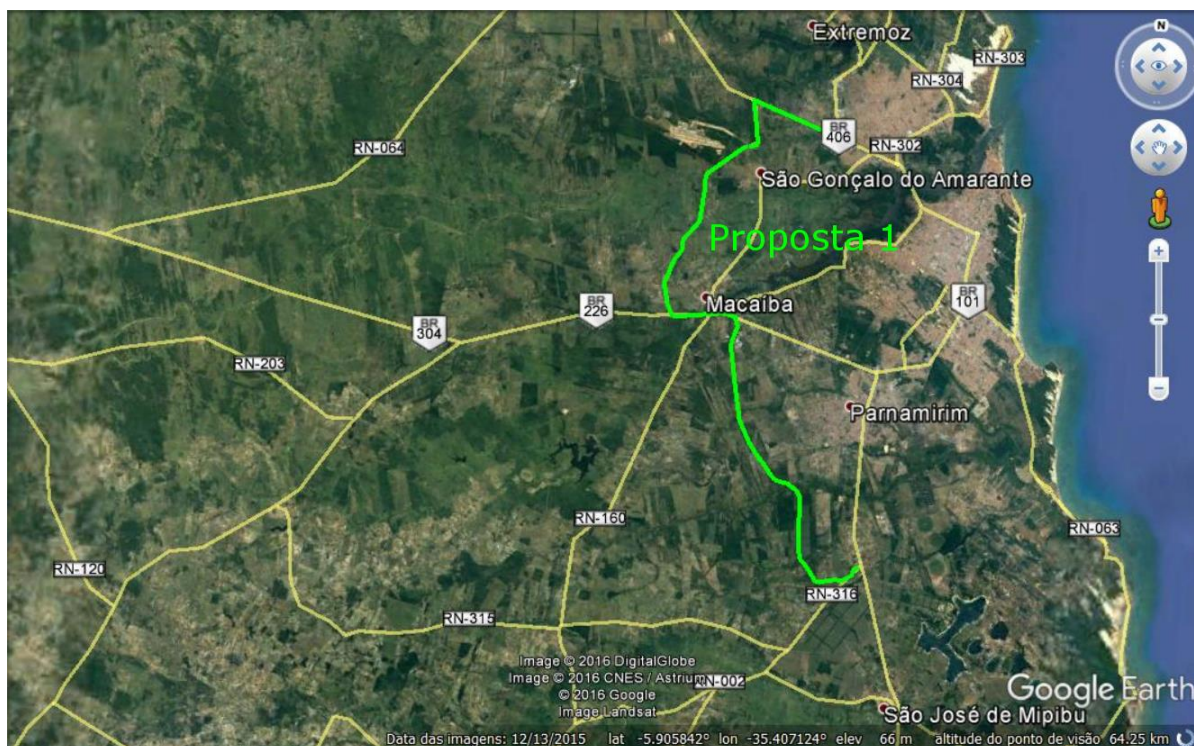 N
Extremoz
RN-303
RN-304
BR
406
RN-302
RN-064
São Gonçalo do Amarante
Proposta 1
Macaiba
BR
226
BR
101
BR
304
RN-203
Parnamirim
RN-160
RN-063
RN-120
RN-316
RN-315
Image © 2016 DigitalGlobe
Image © 2016 CNES / Astrium
RN-002
© 2016 Google
Image Landsat
Google Earth
São José de Mipibu
Data das imagens: 12/13/2015 lat -5.905842° lon -35.407124° elev 66 m altitude do ponto de visão 64.25 km